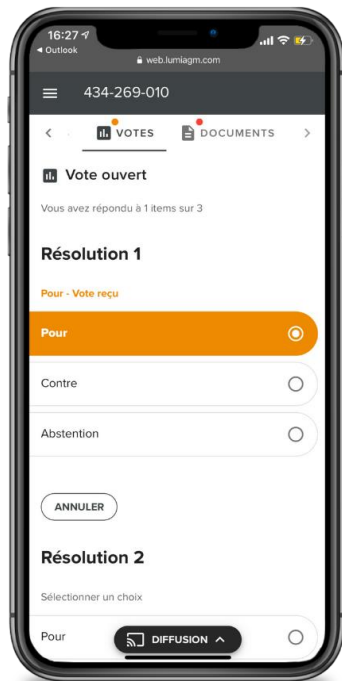 16:27
Outlook
web.lumiagm.com
434-269-010
VOTES
DOCUMENTS
Vote ouvert
Vous avez répondu à 1 items sur 3
Résolution 1
Pour - Vote reçu
Pour
Contre
Abstention
ANNULER
Résolution 2
Sélectionner un choix
Pour
DIFFUSION